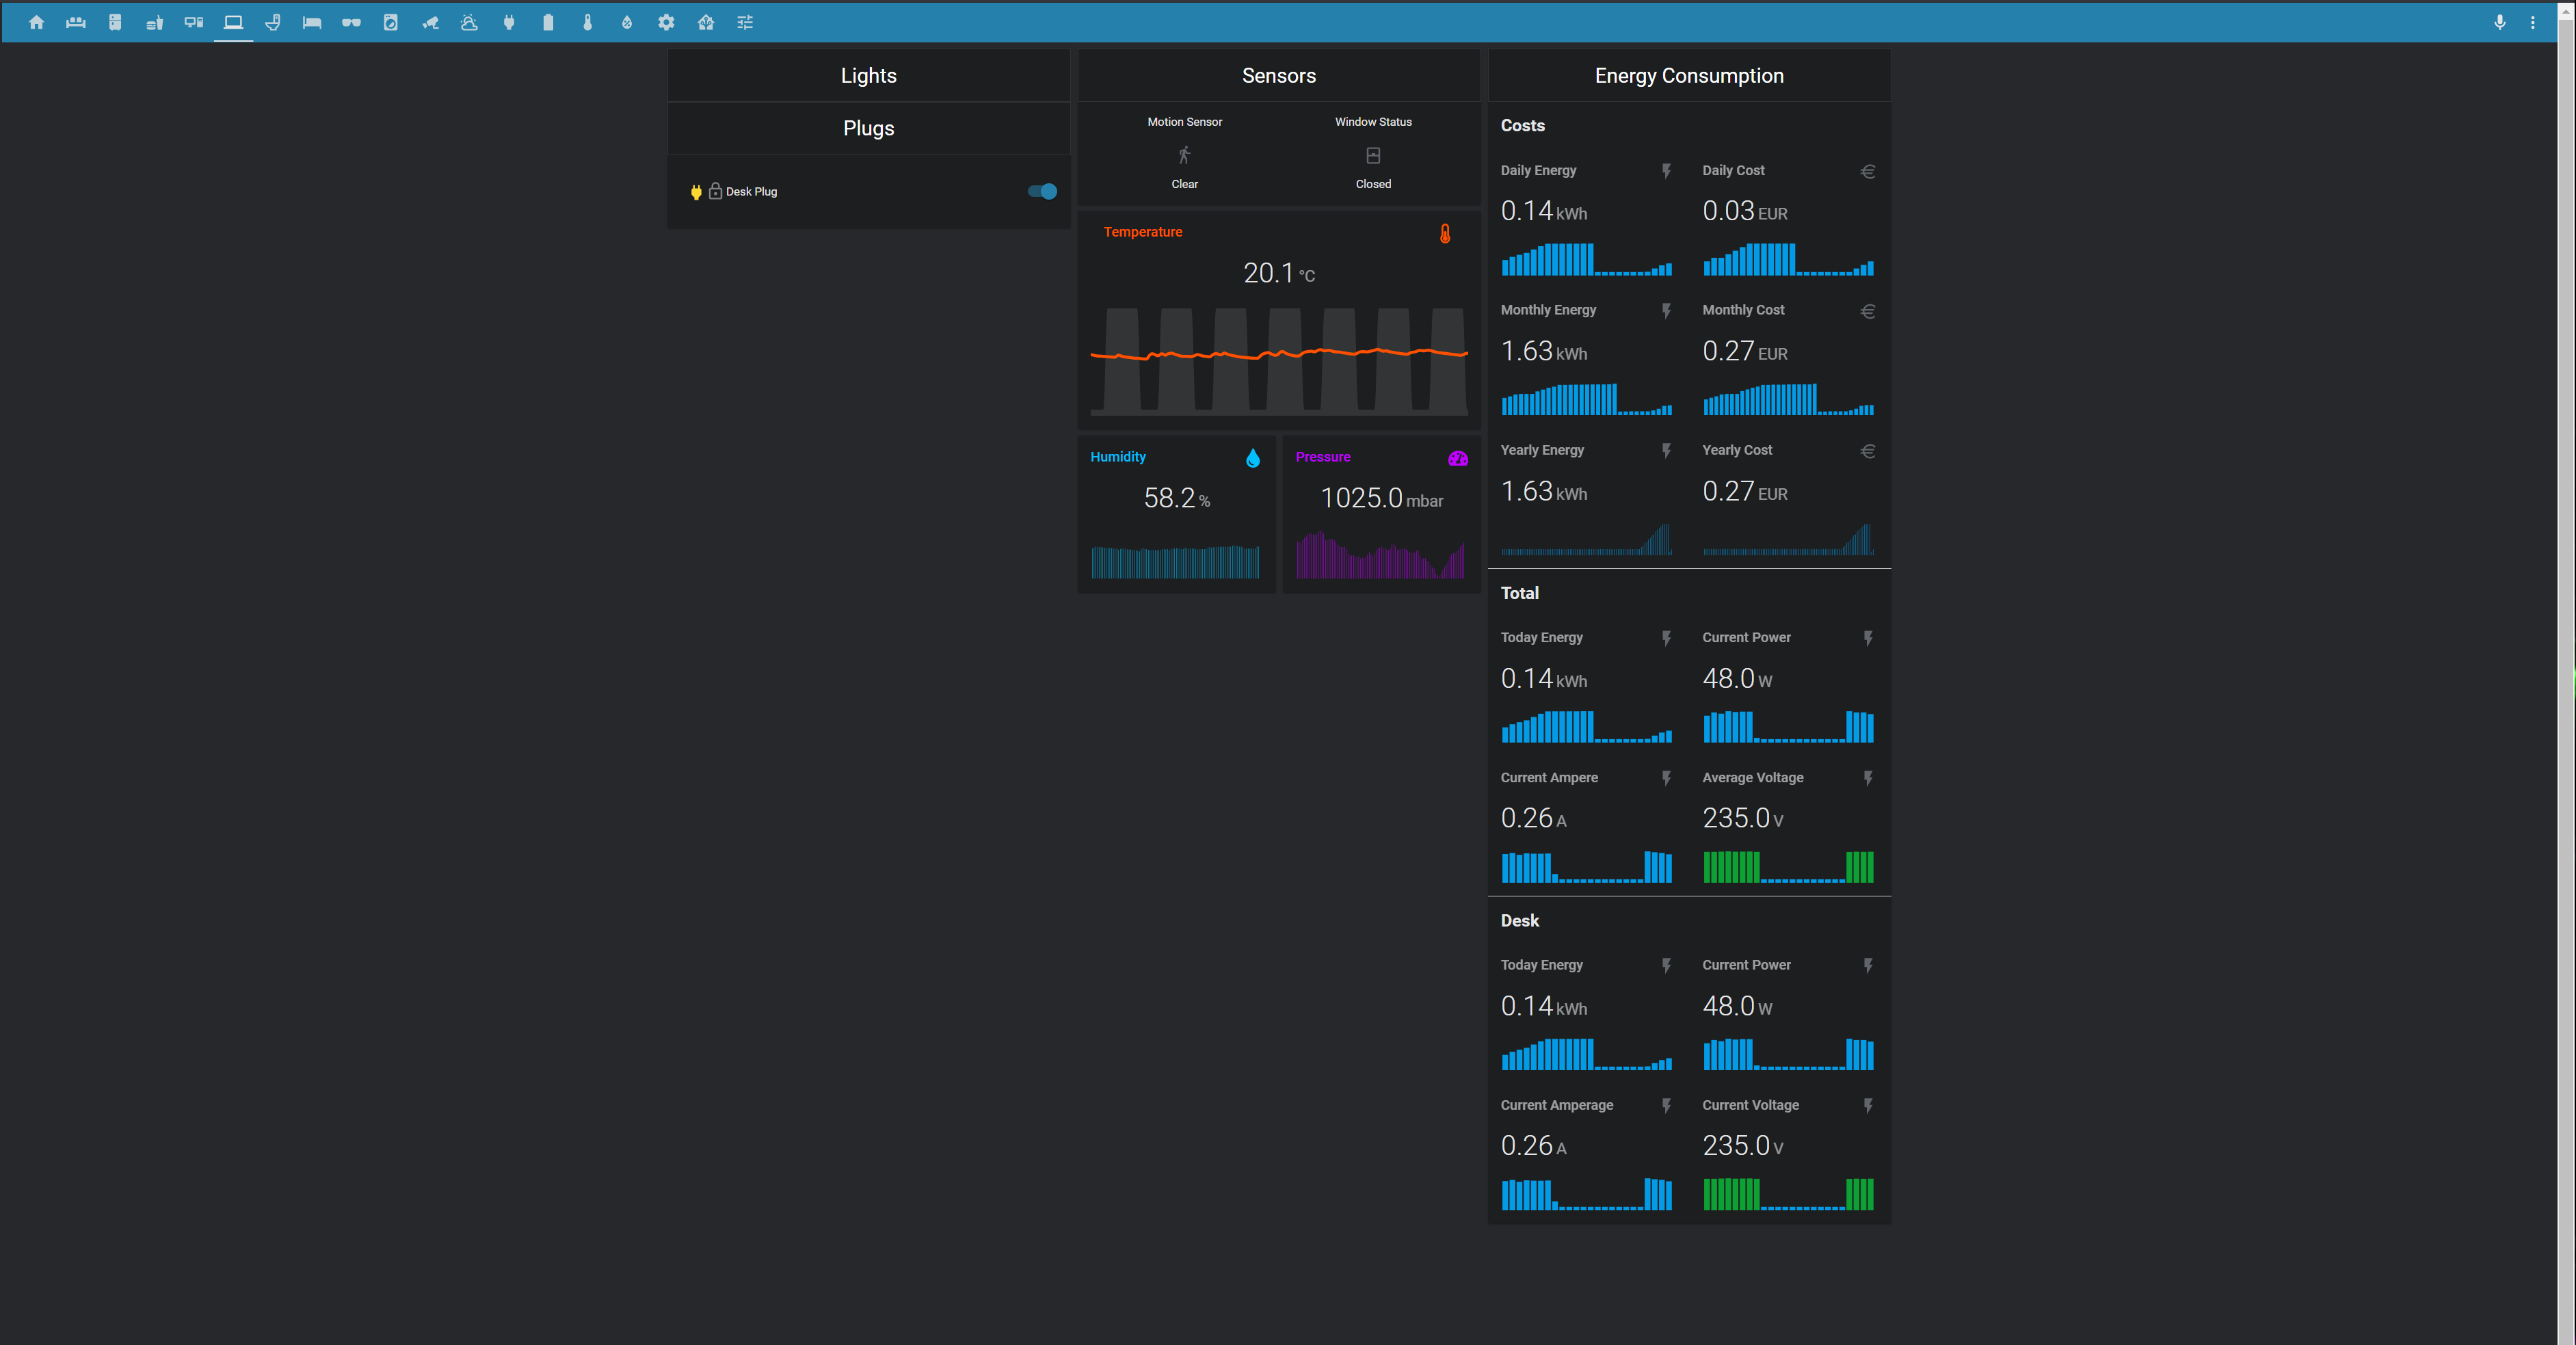 Lights
Plugs
Desk Plug
Sensors
Motion Sensor
Window Status
Clear
Closed
Temperature
20.1 °C
Humidity
58.2 %
Pressure
1025.0 mbar
Energy Consumption
Costs
Daily Energy
0.14 kWh
Daily Cost
0.03 EUR
Monthly Energy
1.63 kWh
Monthly Cost
0.27 EUR
Yearly Energy
1.63 kWh
Yearly Cost
0.27 EUR
Total
Today Energy
0.14 kWh
Current Power
48.0 W
Current Ampere
0.26 A
Average Voltage
235.0 V
Desk
Today Energy
0.14 kWh
Current Power
48.0 W
Current Amperage
0.26 A
Current Voltage
235.0 V